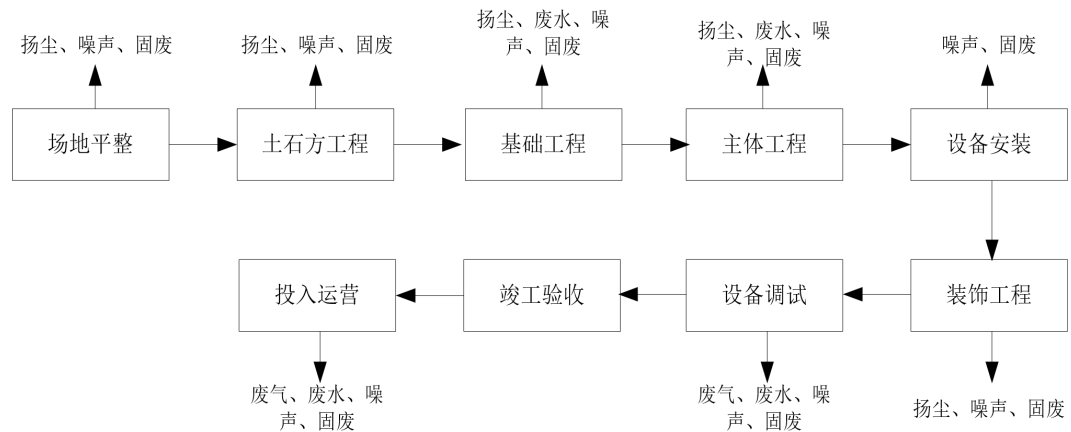 扬尘、噪声、固废
扬尘、噪声、固废
扬尘、废水、噪
声、固废
扬尘、废水、噪
声、固废
噪声、固废
场地平整
土石方工程
基础工程
主体工程
设备安装
投入运营
竣工验收
设备调试
装饰工程
废气、废水、噪
声、固废
废气、废水、噪
声、固废
扬尘、噪声、固废